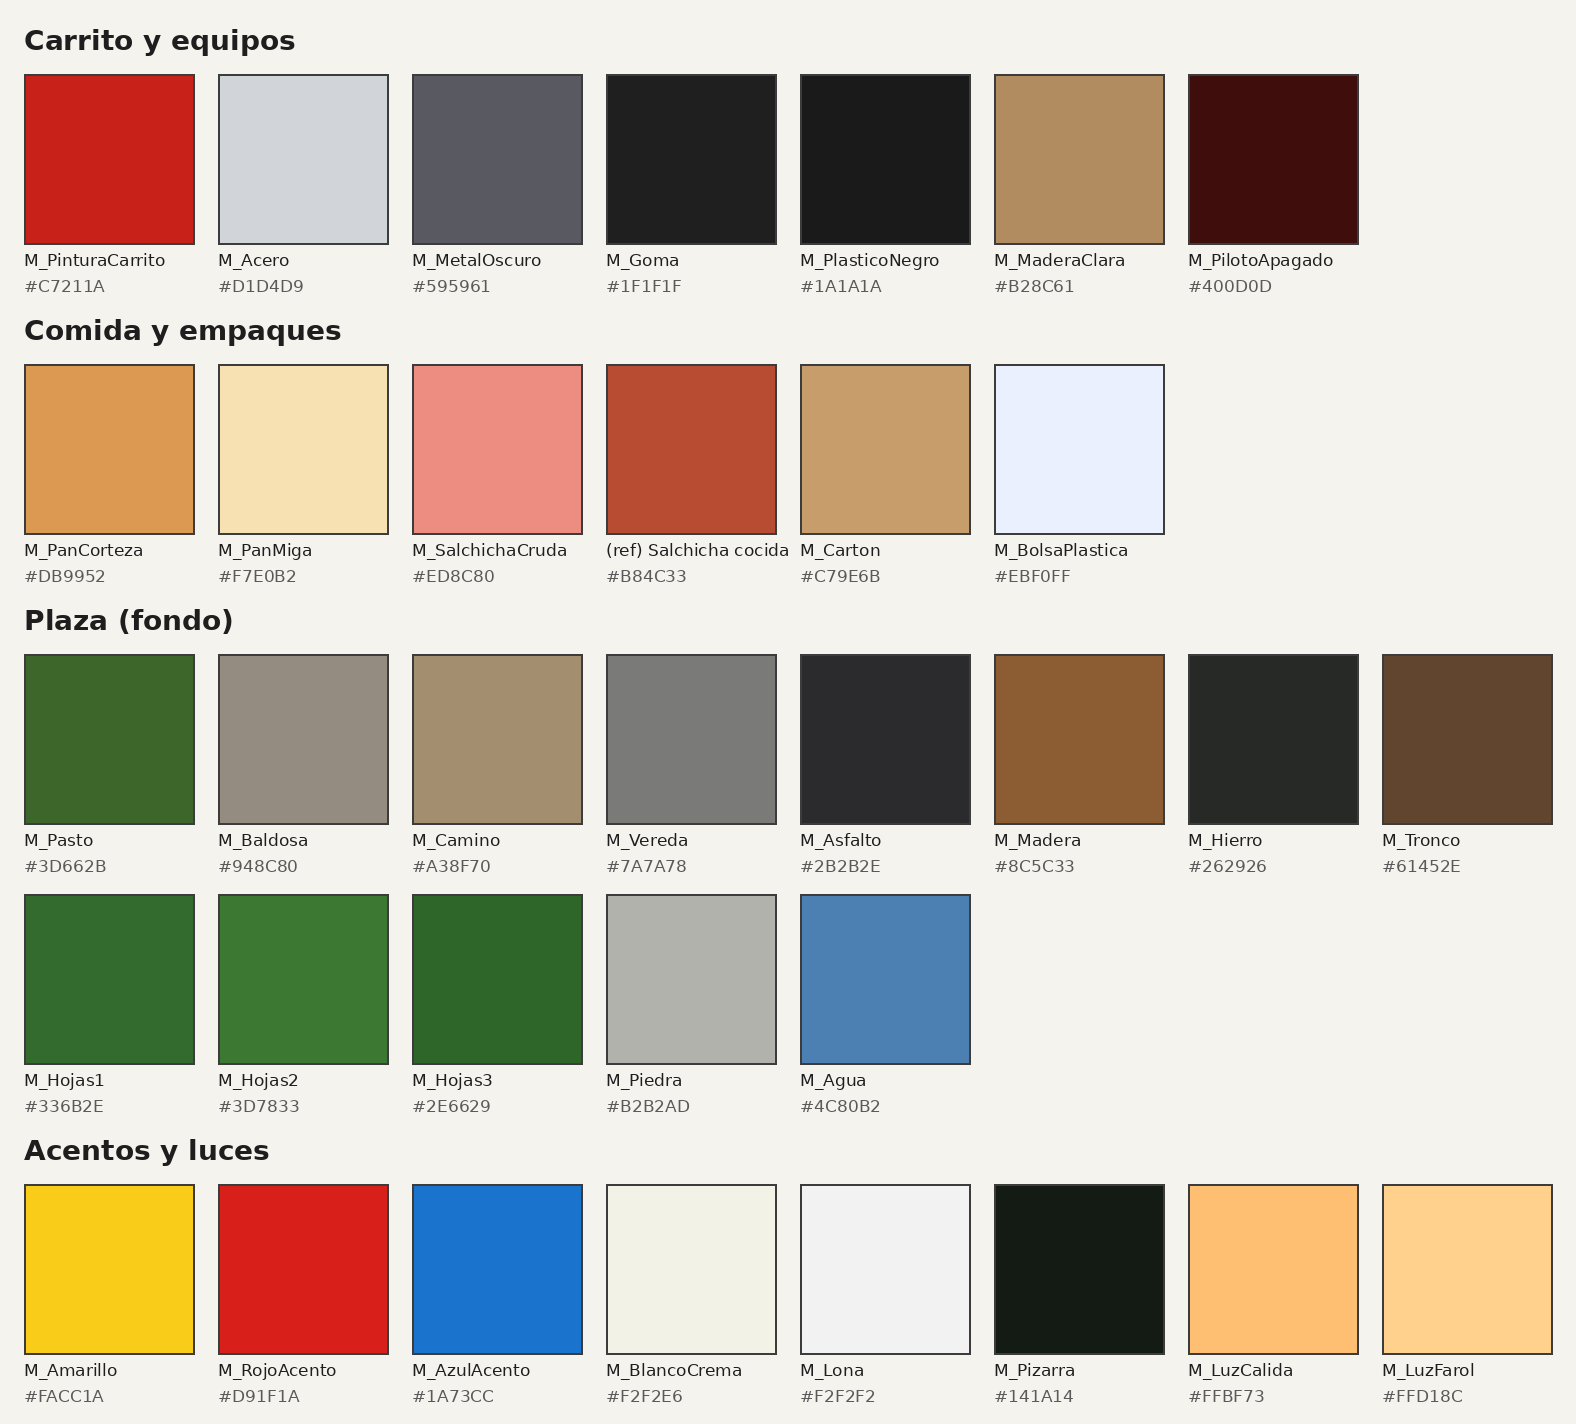 Carrito y equipos
M_PinturaCarrito M_Acero M_MetalOscuro M_Goma M_PlasticoNegro M_MaderaClara M_PilotoApagado
#C7211A #D1D4D9 #595961 #1F1F1F #1A1A1A #B28C61 #400D0D
Comida y empaques
M_PanCorteza M_PanMiga M_SalchichaCruda (ref) Salchicha cocida M_Carton M_BolsaPlastica
#DB9952 #F7E0B2 #ED8C80 #B84C33 #C79E6B #EBF0FF
Plaza (fondo)
M_Pasto M_Baldosa M_Camino M_Vereda M_Asfalto M_Madera M_Hierro M_Tronco
#3D662B #948C80 #A38F70 #7A7A78 #2B2B2E #8C5C33 #262926 #61452E
M_Hojas1 M_Hojas2 M_Hojas3 M_Piedra M_Agua
#336B2E #3D7833 #2E6629 #B2B2AD #4C80B2
Acentos y luces
M_Amarillo M_RojoAcento M_AzulAcento M_BlancoCrema M_Lona M_Pizarra M_LuzCalida M_LuzFarol
#FACC1A #D91F1A #1A73CC #F2F2E6 #F2F2F2 #141A14 #FFBF73 #FFD18C